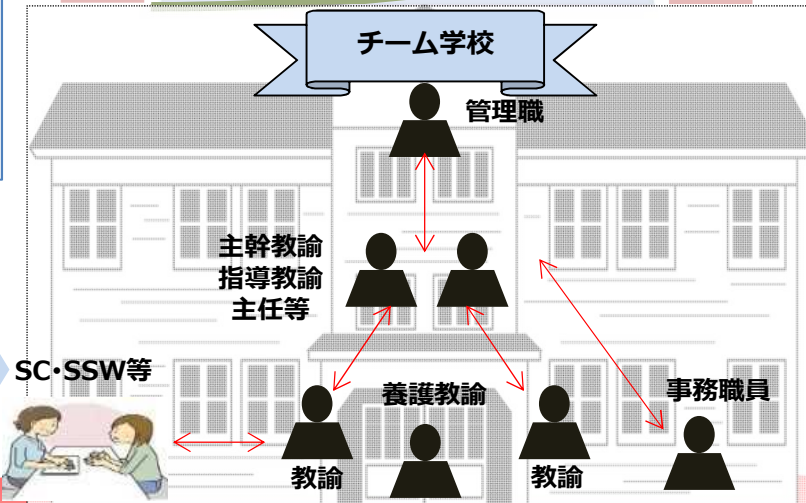 チーム学校
管理職
主幹教諭
指導教諭
主任等
SC・SSW等
養護教諭
事務職員
教諭
教諭